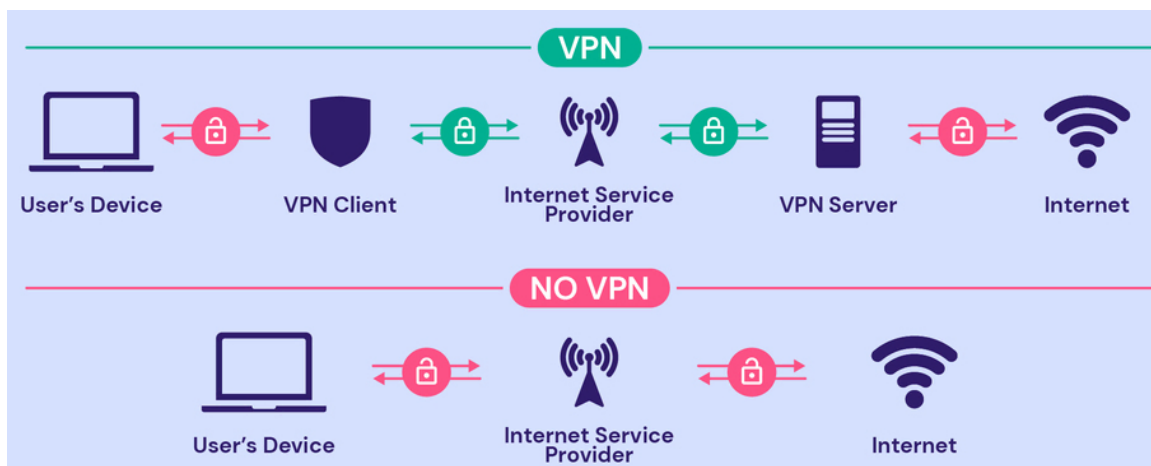 VPN
User's Device
VPN Client
Internet Service
Provider
VPN Server
Internet
NO VPN
User's Device
Internet Service
Provider
Internet